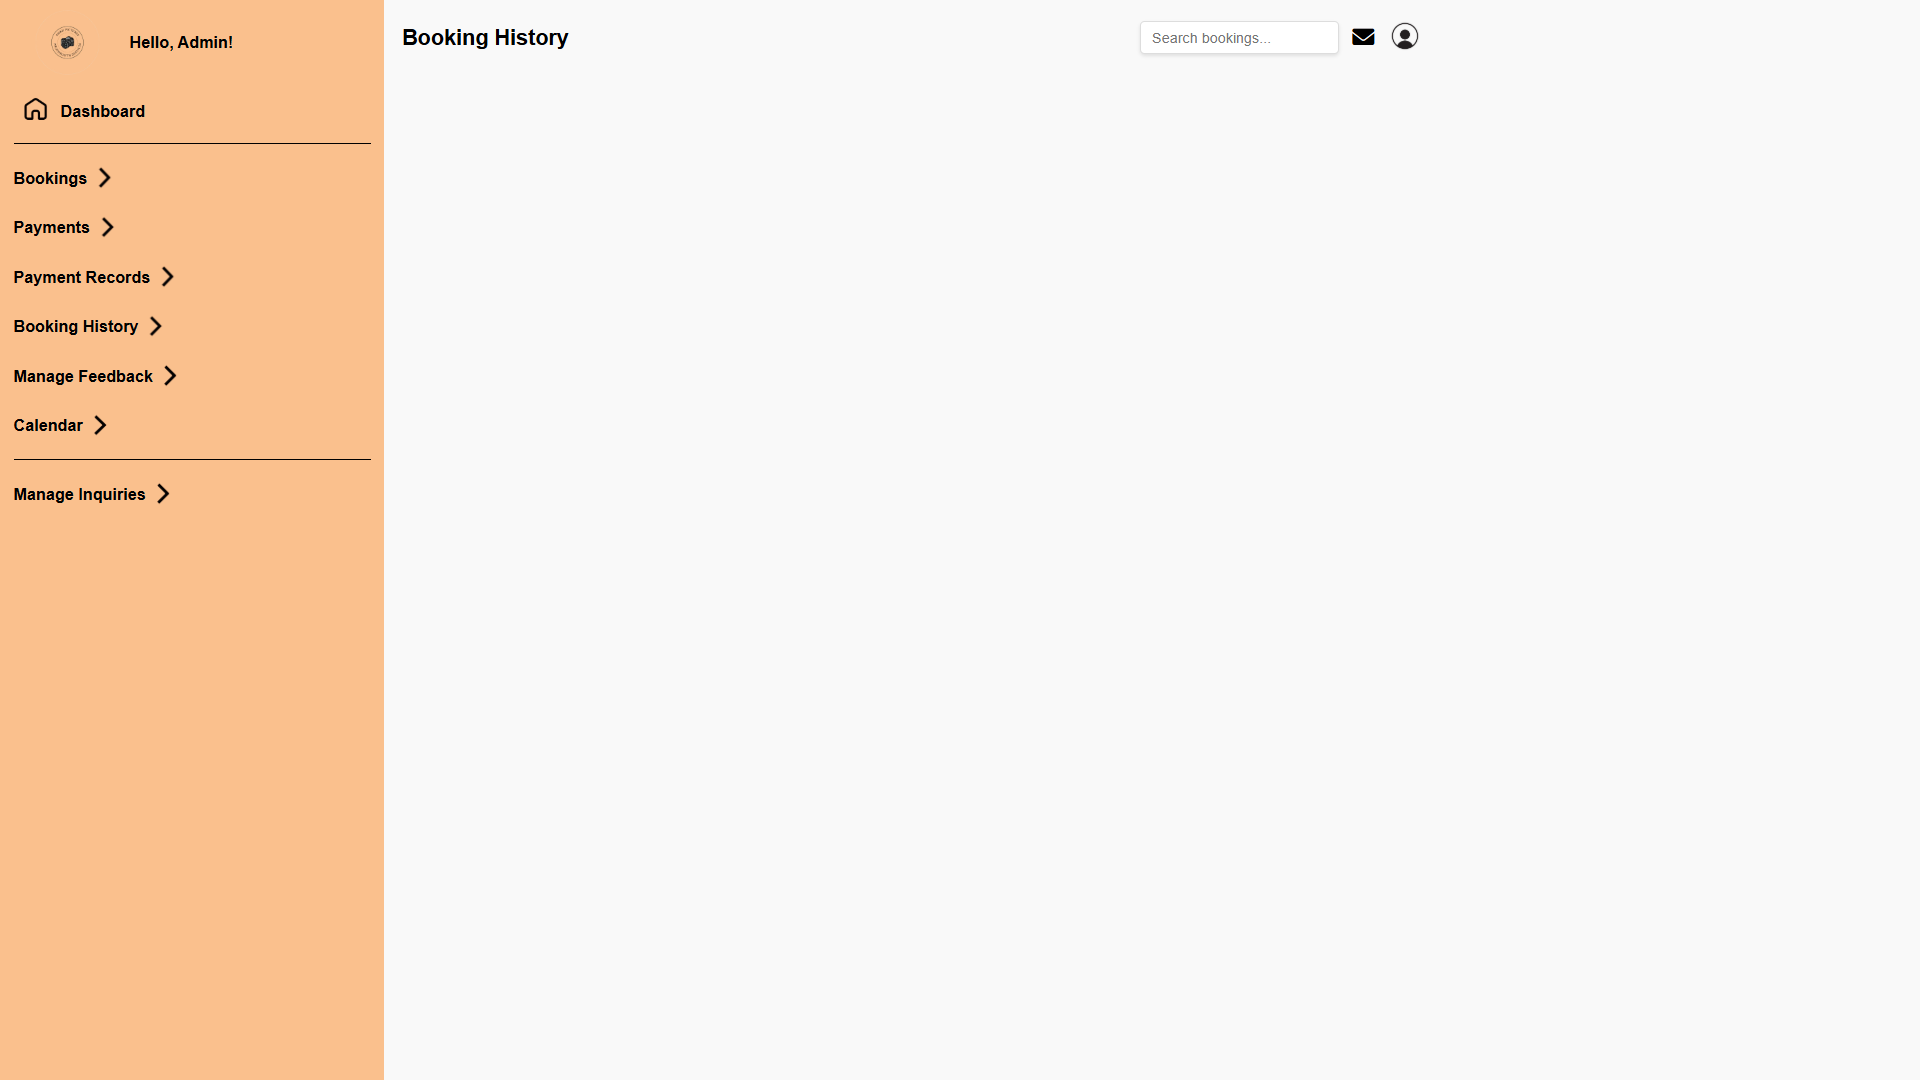 Hello, Admin!
Dashboard
Bookings
Payments
Payment Records
Booking History
Manage Feedback
Calendar
Manage Inquiries
Booking History
Search bookings...